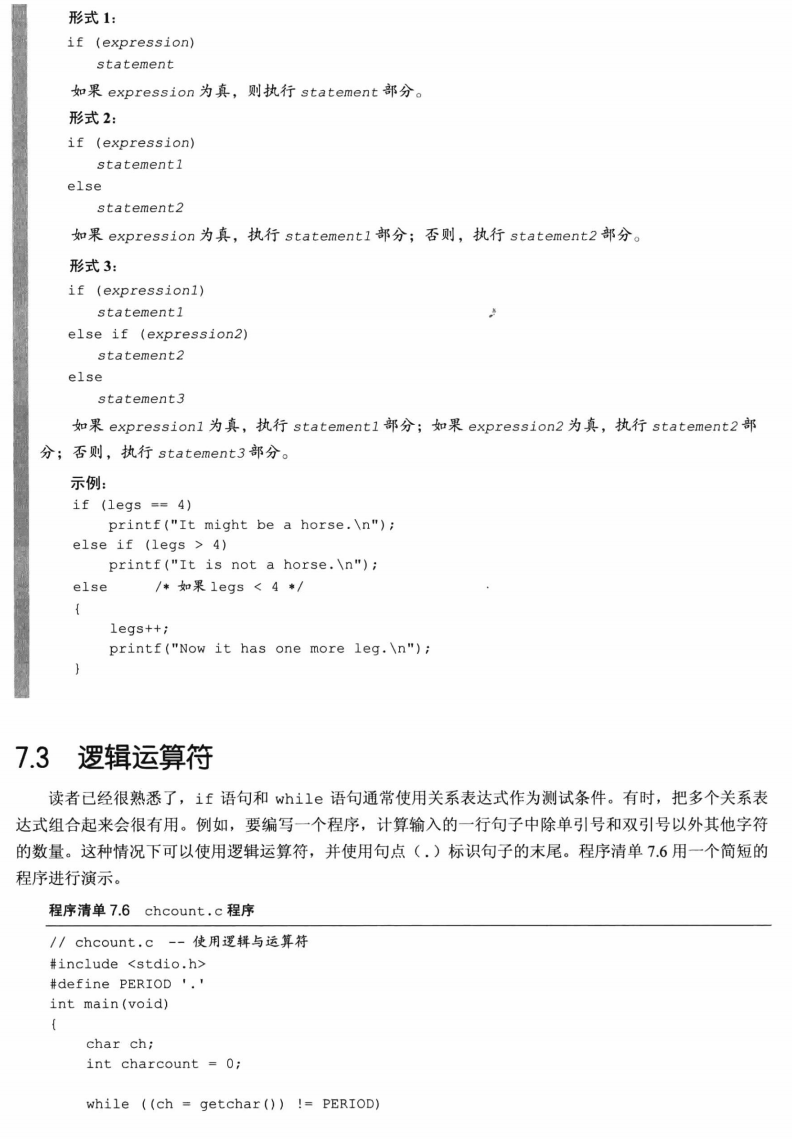 形式 1:
if (expression)
statement
如果 expression 为真，则执行 statement 部分。
形式 2:
if (expression)
statement1
else
statement2
如果 expression 为真，执行 statement1 部分；否则，执行 statement2 部分。
形式 3:
if (expression1)
statement1
else if (expression2)
statement2
else
statement3
如果 expression1 为真，执行 statement1 部分；如果 expression2 为真，执行 statement2 部
分；否则，执行 statement3 部分。
示例:
if (legs == 4)
printf("It might be a horse.\n");
else if (legs > 4)
printf("It is not a horse.\n");
else /* 如果 legs < 4 */
{
legs++;
printf("Now it has one more leg.\n");
}
7.3 逻辑运算符
读者已经很熟悉了，if 语句和 while 语句通常使用关系表达式作为测试条件。有时，把多个关系表
达式组合起来会很有用。例如，要编写一个程序，计算输入的一行句子中除单引号和双引号以外其他字符
的数量。这种情况下可以使用逻辑运算符，并使用句点（.）标识句子的末尾。程序清单 7.6 用一个简短的
程序进行演示。
程序清单 7.6 chcount.c 程序
// chcount.c -- 使用逻辑与运算符
#include <stdio.h>
#define PERIOD '.'
int main(void)
{
char ch;
int charcount = 0;
while ((ch = getchar()) != PERIOD)